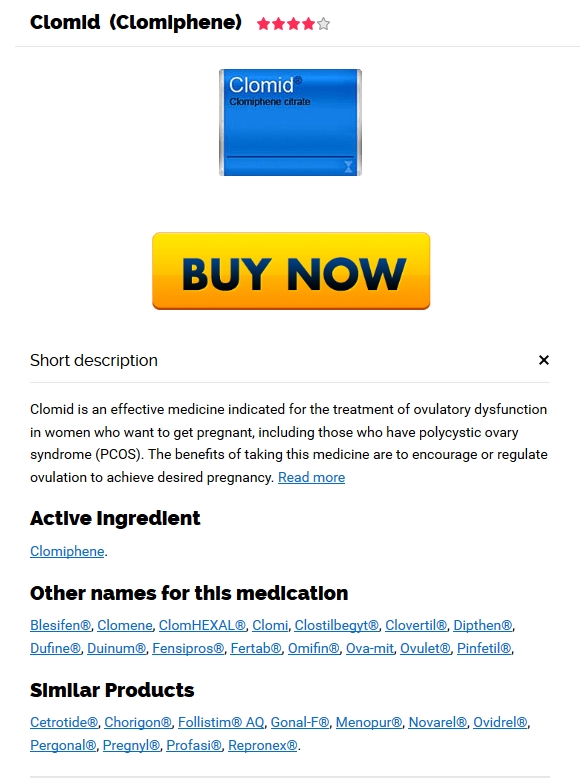 Clomid (Clomiphene)
Clomid®
Clomiphene citrate
BUY NOW
Short description ×
Clomid is an effective medicine indicated for the treatment of ovulatory dysfunction
in women who want to get pregnant, including those who have polycystic ovary
syndrome (PCOS). The benefits of taking this medicine are to encourage or regulate
ovulation to achieve desired pregnancy. Read more
Active Ingredient
Clomiphene.
Other names for this medication
Blesifen®, Clomene, ClomHEXAL®, Clomi, Clostilbegyt®, Clovertil®, Dipthen®,
Dufine®, Duinum®, Fensipros®, Fertab®, Omifin®, Ova-mit, Ovulet®, Pinfetil®,
Similar Products
Cetrotide®, Chorigon®, Follistim® AQ, Gonal-F®, Menopur®, Novarel®, Ovidrel®,
Pergonal®, Pregnyl®, Profasi®, Repronex®.